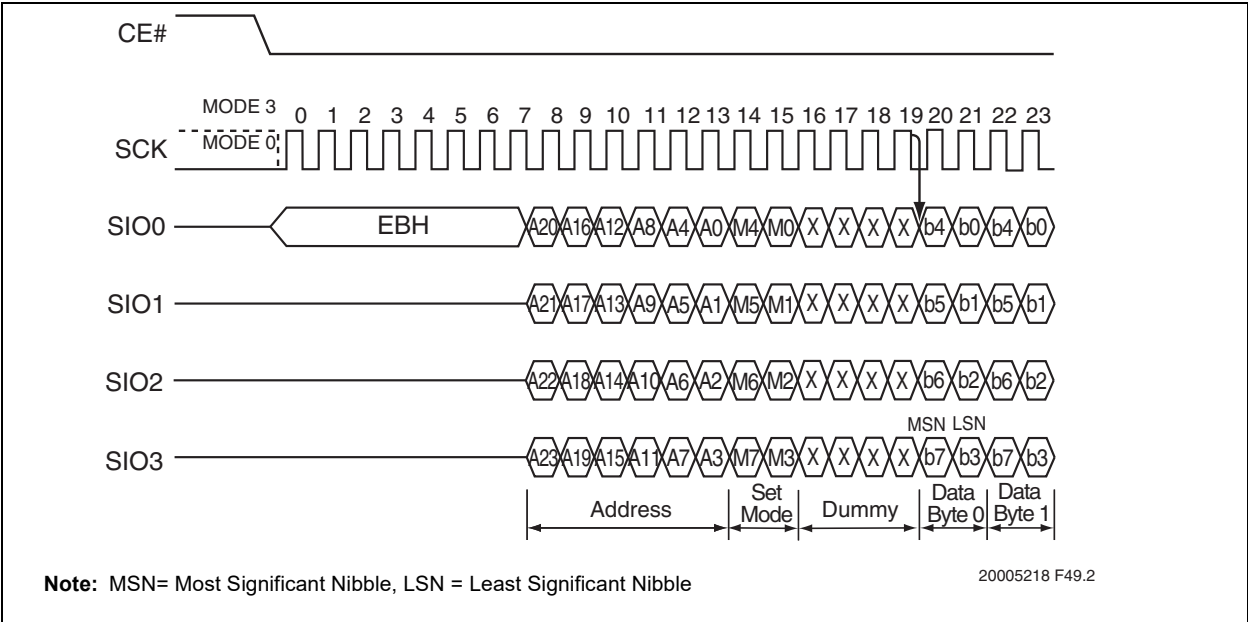 CE#
MODE 3
0 1 2 3 4 5 6 7 8 9 10 11 12 13 14 15 16 17 18 19 20 21 22 23
SCK
MODE 0
SIO0 EBH A20 A16 A12 A8 A4 A0 M4 M0 X X X X b4 b0 b4 b0
SIO1 A21 A17 A13 A9 A5 A1 M5 M1 X X X X b5 b1 b5 b1
SIO2 A22 A18 A14 A10 A6 A2 M6 M2 X X X X b6 b2 b6 b2
MSN LSN
SIO3 A23 A19 A15 A11 A7 A3 M7 M3 X X X X b7 b3 b7 b3
Address
Set
Mode
Dummy
Data
Byte 0
Data
Byte 1
Note: MSN= Most Significant Nibble, LSN = Least Significant Nibble
20005218 F49.2